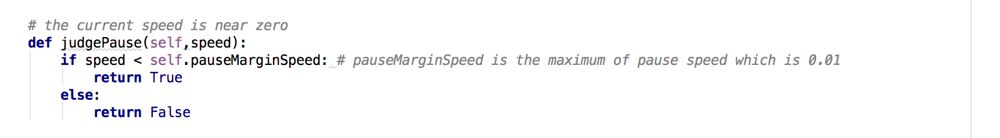 # the current speed is near zero
def judgePause(self,speed):
if speed < self.pauseMarginSpeed: # pauseMarginSpeed is the maximum of pause speed which is 0.01
return True
else:
return False